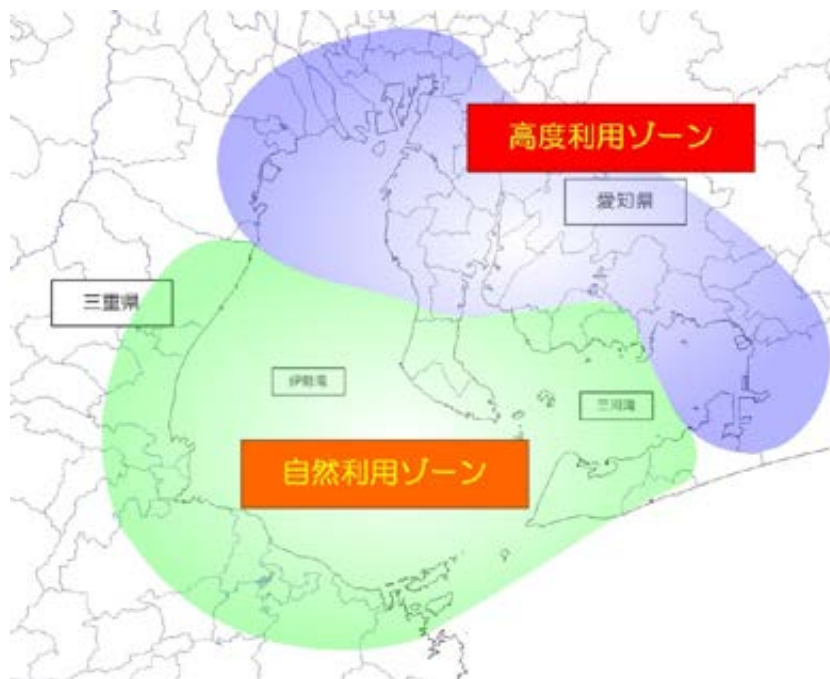 高度利用ゾーン
愛知県
三重県
伊勢湾
三河湾
自然利用ゾーン